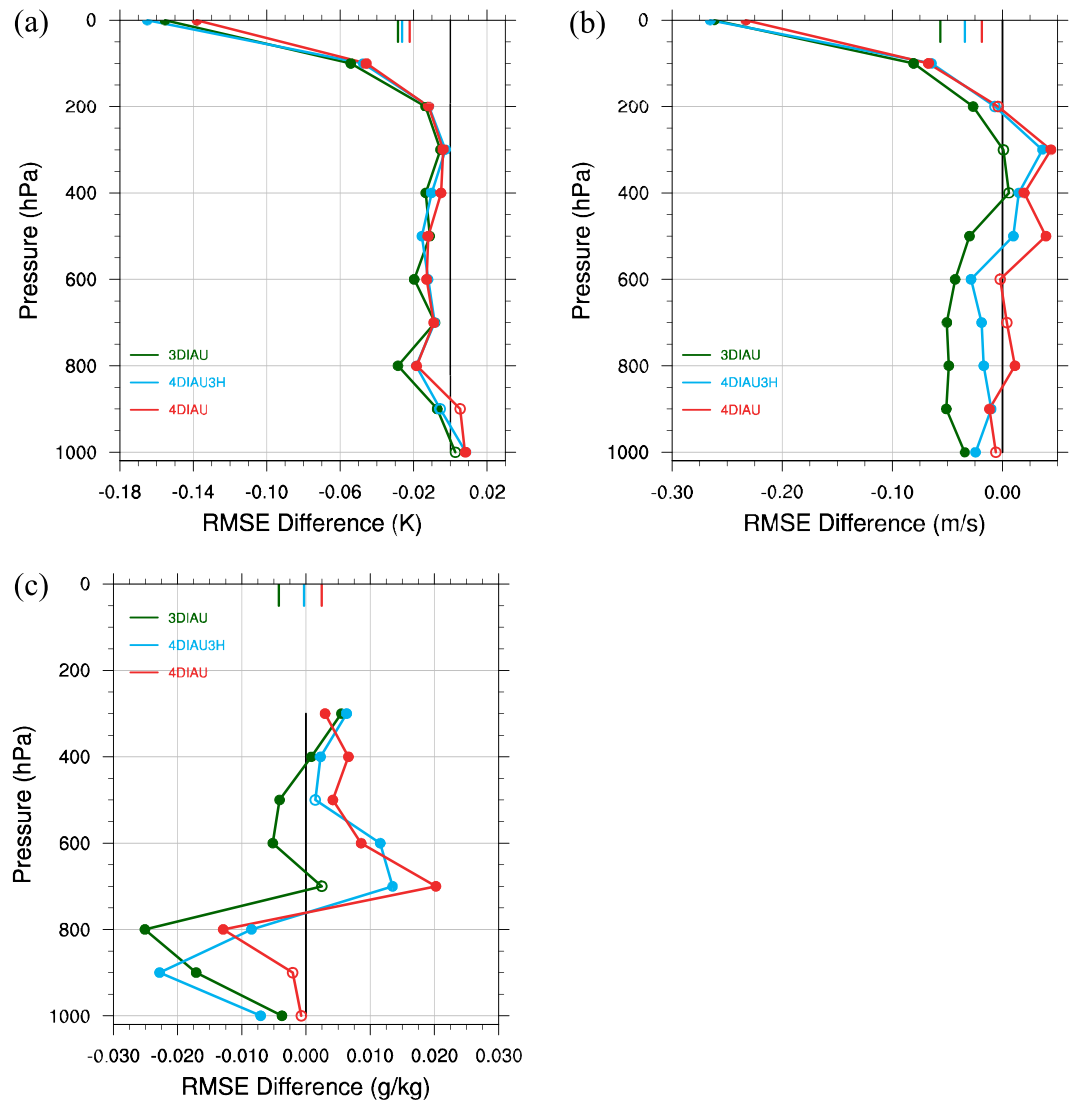 (a)
0
200
400
600
800
1000
Pressure (hPa)
3DIAU
4DIAU3H
4DIAU
-0.18 -0.14 -0.10 -0.06 -0.02 0.02
RMSE Difference (K)
(b)
0
200
400
600
800
1000
Pressure (hPa)
3DIAU
4DIAU3H
4DIAU
-0.30 -0.20 -0.10 0.00
RMSE Difference (m/s)
(c)
0
200
400
600
800
1000
Pressure (hPa)
3DIAU
4DIAU3H
4DIAU
-0.030 -0.020 -0.010 0.000 0.010 0.020 0.030
RMSE Difference (g/kg)